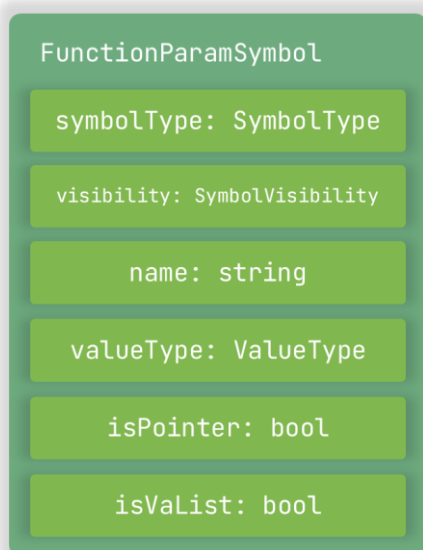 FunctionParamSymbol
symbolType: SymbolType
visibility: SymbolVisibility
name: string
valueType: ValueType
isPointer: bool
isVaList: bool